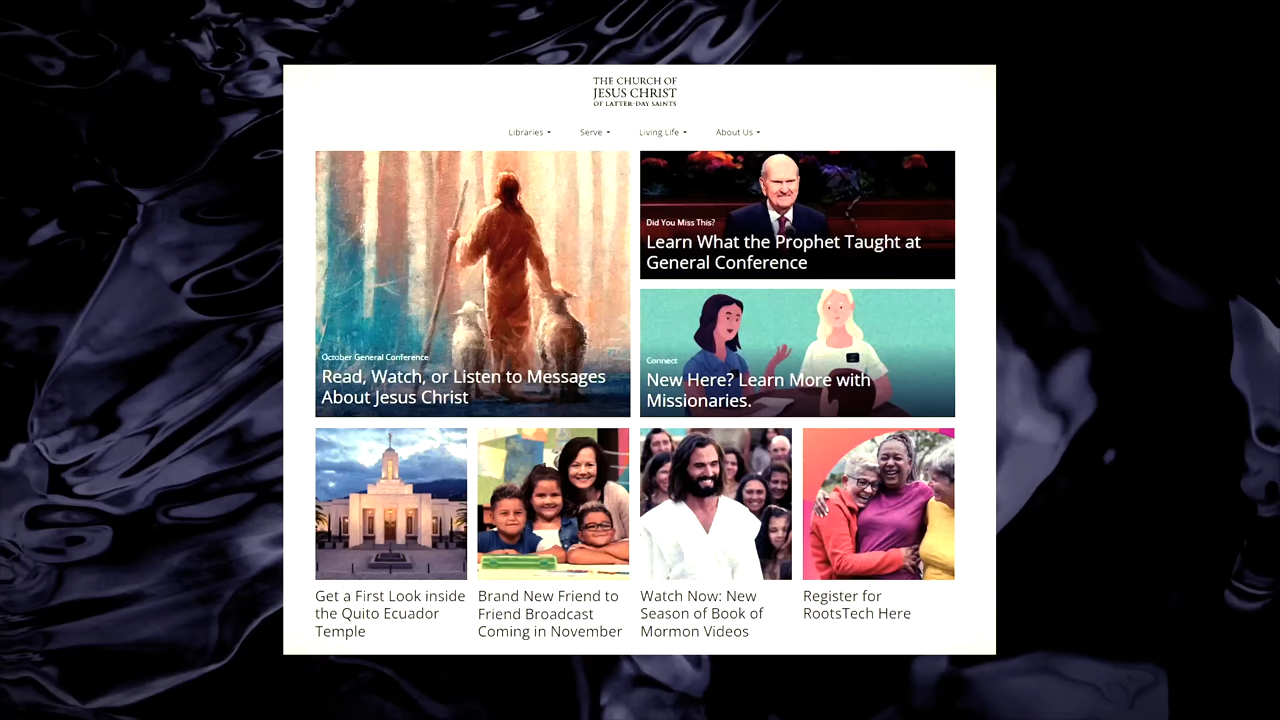 THE CHURCH OF
JESUS CHRIST
OF LATTER-DAY SAINTS
Libraries
Serve
Living Life
About Us
October General Conference
Read, Watch, or Listen to Messages
About Jesus Christ
Did You Miss This?
Learn What the Prophet Taught at
General Conference
Connect
New Here? Learn More with
Missionaries.
Get a First Look inside
the Quito Ecuador
Temple
Brand New Friend to
Friend Broadcast
Coming in November
Watch Now: New
Season of Book of
Mormon Videos
Register for
RootsTech Here